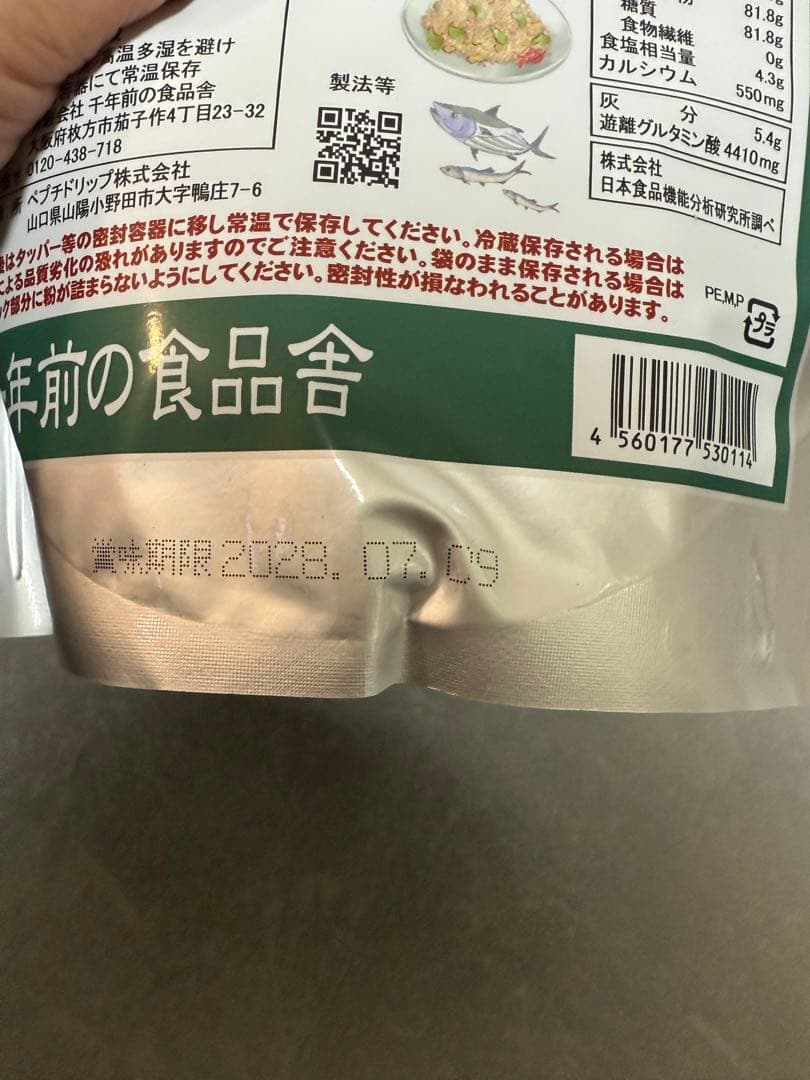 高温多湿を避け
器にて常温保存
会社 千年前の食品舎
大阪府枚方市茄子作4丁目23-32
0120-438-718
所 ペプチドリップ株式会社
山口県山陽小野田市大字鴨庄7-6
製法等
81.8g
糖質 81.8g
食物繊維 0g
食塩相当量 4.3g
カルシウム 550mg
灰分 5.4g
遊離グルタミン酸 4410mg
株式会社
日本食品機能分析研究所調べ
はタッパー等の密封容器に移し常温で保存してください。冷蔵保存される場合は
よる品質劣化の恐れがありますのでご注意ください。袋のまま保存される場合は
ク部分に粉が詰まらないようにしてください。密封性が損なわれることがあります。
PE,M,P
プラ
年前の食品舎
4 560177 530114
賞味期限 2028. 07. 09